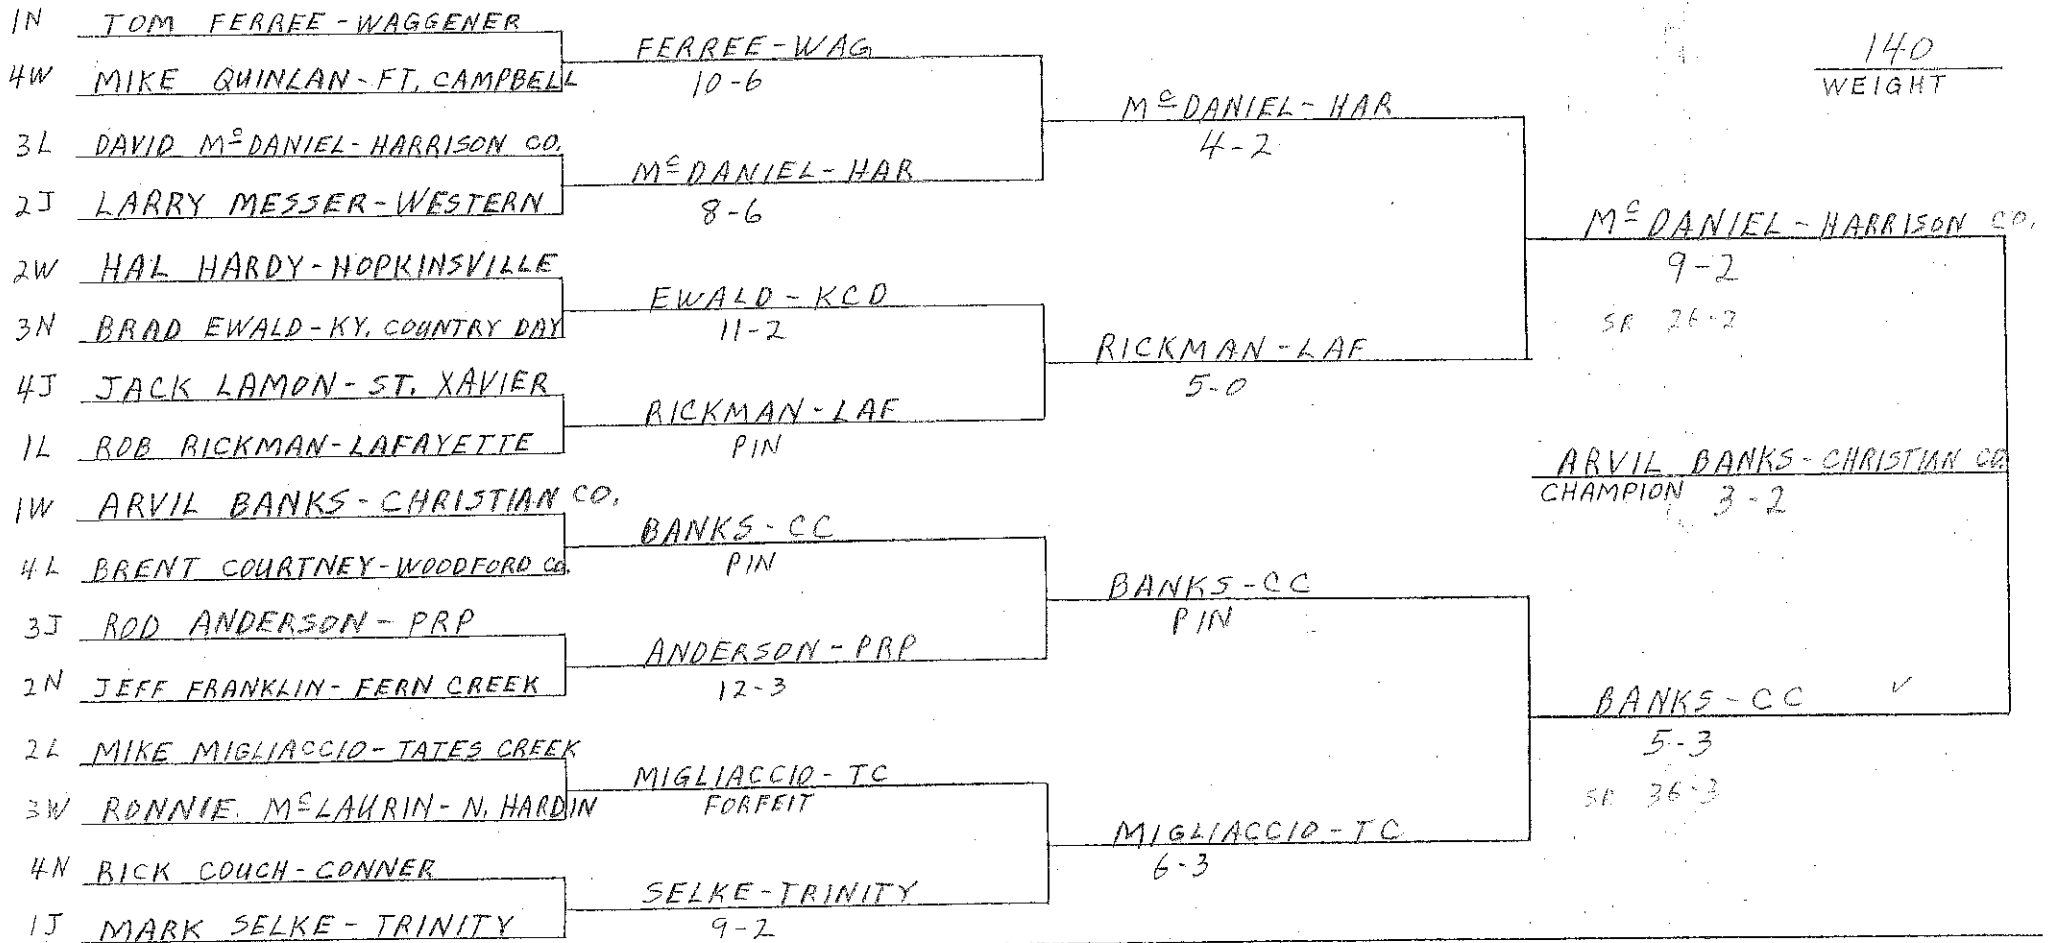 1N TOM FERREE - WAGGENER
4W MIKE QUINLAN - FT. CAMPBELL
3L DAVID McDANIEL - HARRISON CO.
2J LARRY MESSER - WESTERN
2W HAL HARDY - HOPKINSVILLE
3N BRAD EWALD - KY. COUNTRY DAY
4J JACK LAMON - ST. XAVIER
1L ROB RICKMAN - LAFAYETTE
1W ARVIL BANKS - CHRISTIAN CO.
4L BRENT COURTNEY - WOODFORD CO.
3J ROD ANDERSON - PRP
2N JEFF FRANKLIN - FERN CREEK
2L MIKE MIGLIACCIO - TATES CREEK
3W RONNIE. McLAURIN - N. HARDIN
4N RICK COUCH - CONNER
1J MARK SELKE - TRINITY
FERREE - WAG
10-6
McDANIEL - HAR
8-6
EWALD - KCD
11-2
RICKMAN - LAF
PIN
BANKS - CC
PIN
ANDERSON - PRP
12-3
MIGLIACCIO - TC
FORFEIT
SELKE - TRINITY
9-2
McDANIEL - HAR
4-2
RICKMAN - LAF
5-0
BANKS - CC
PIN
MIGLIACCIO - TC
6-3
McDANIEL - HARRISON CO.
9-2
SR 26-2
BANKS - CC
5-3
SR 36-3
ARVIL BANKS - CHRISTIAN CO.
CHAMPION 3-2
140
WEIGHT